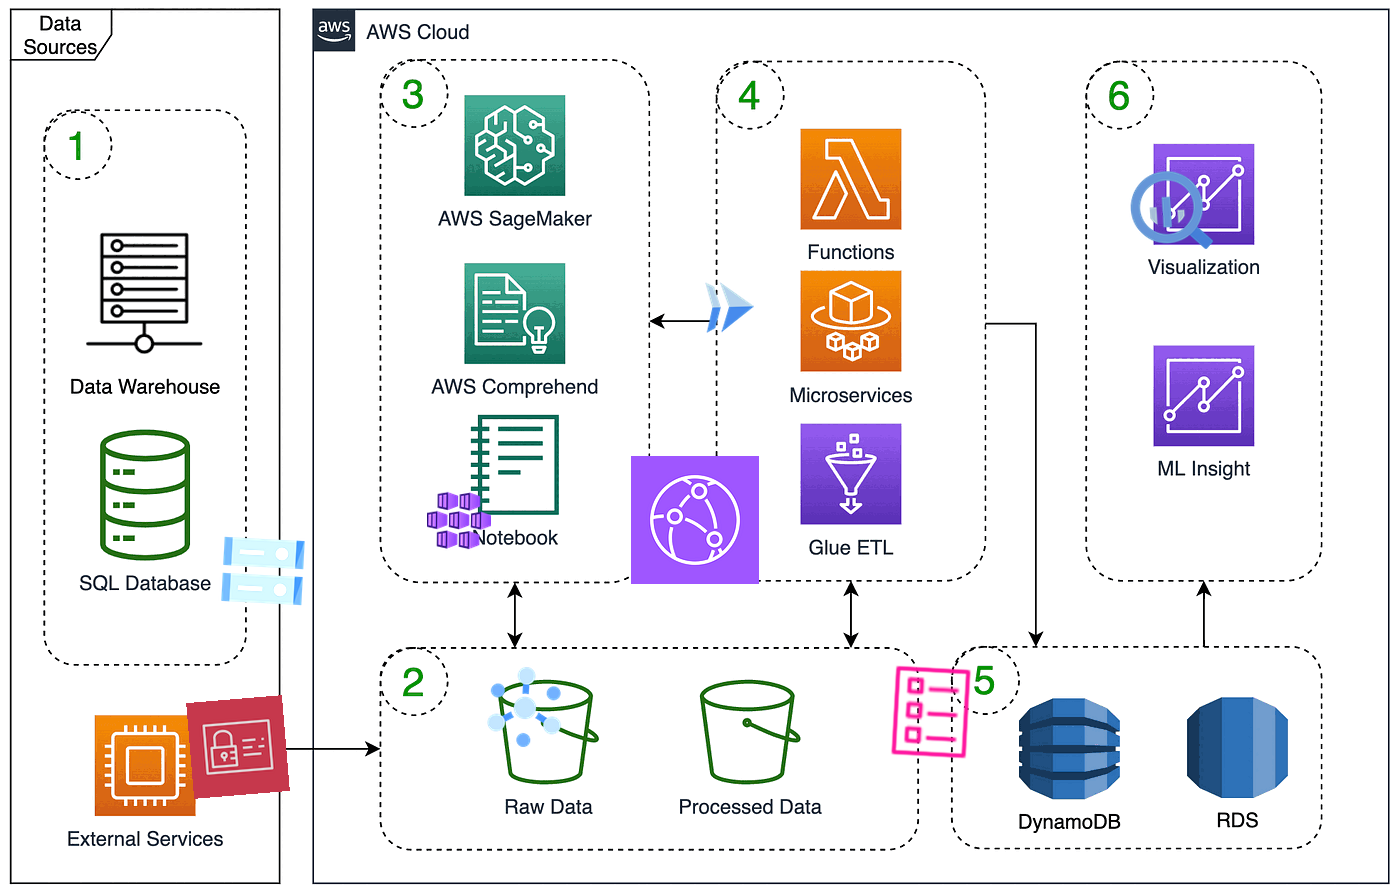 Data
Sources
aws
AWS Cloud
1
Data Warehouse
SQL Database
External Services
3
AWS SageMaker
AWS Comprehend
Notebook
4
Functions
Microservices
Glue ETL
6
Visualization
ML Insight
2
Raw Data
Processed Data
5
DynamoDB
RDS